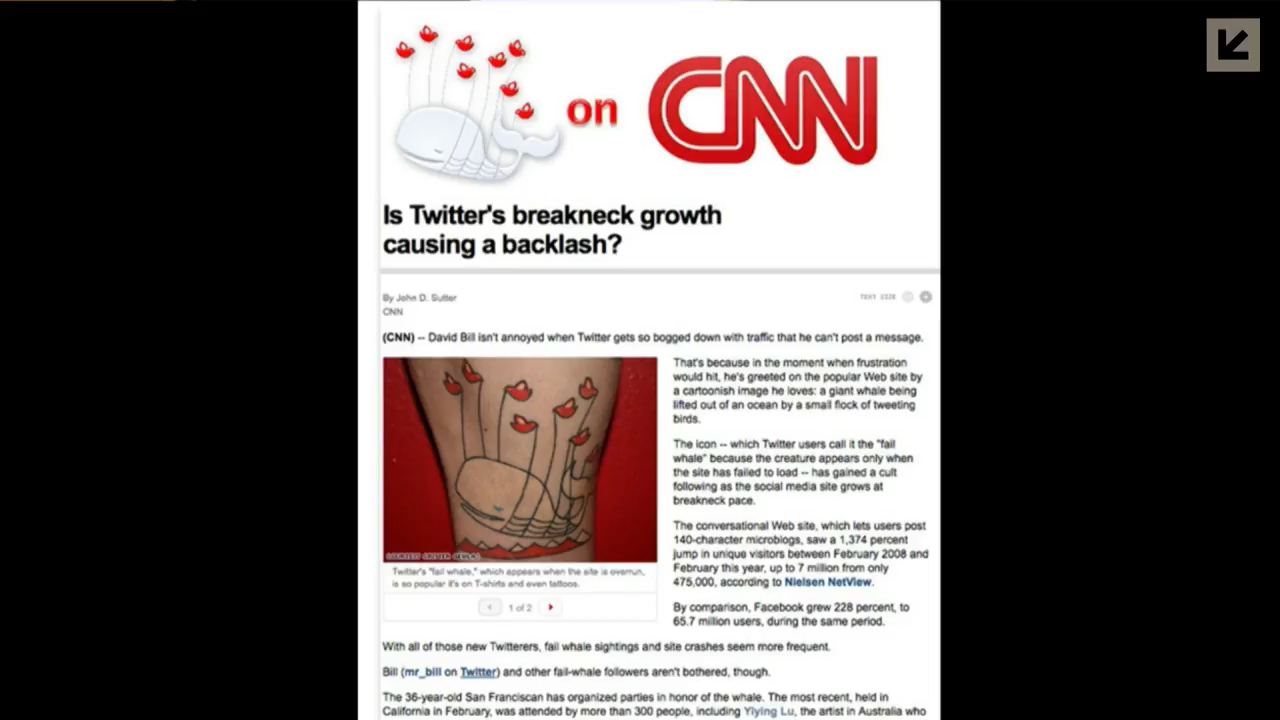 on CNN
Is Twitter's breakneck growth
causing a backlash?
By John D. Sutter
TEXT SIZE
CNN
(CNN) -- David Bill isn't annoyed when Twitter gets so bogged down with traffic that he can't post a message.
That's because in the moment when frustration
would hit, he's greeted on the popular Web site by
a cartoonish image he loves: a giant whale being
lifted out of an ocean by a small flock of tweeting
birds.
The icon -- which Twitter users call it the "fail
whale" because the creature appears only when
the site has failed to load -- has gained a cult
following as the social media site grows at
breakneck pace.
The conversational Web site, which lets users post
140-character microblogs, saw a 1,374 percent
jump in unique visitors between February 2008 and
February this year, up to 7 million from only
475,000, according to Nielsen NetView.
By comparison, Facebook grew 228 percent, to
65.7 million users, during the same period.
COURTESY
Twitter's "fail whale," which appears when the site is overrun,
is so popular it's on T-shirts and even tattoos.
1 of 2
With all of those new Twitterers, fail whale sightings and site crashes seem more frequent.
Bill (mr_bill on Twitter) and other fail-whale followers aren't bothered, though.
The 36-year-old San Franciscan has organized parties in honor of the whale. The most recent, held in
California in February, was attended by more than 300 people, including Yiying Lu, the artist in Australia who